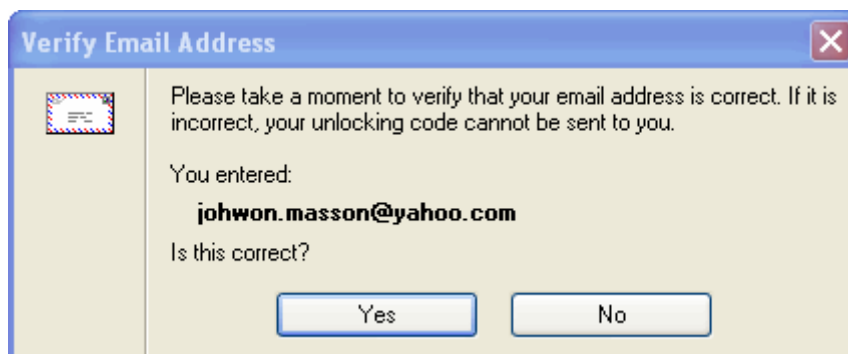 Verify Email Address
Please take a moment to verify that your email address is correct. If it is
incorrect, your unlocking code cannot be sent to you.
You entered:
johwon.masson@yahoo.com
Is this correct?
Yes
No